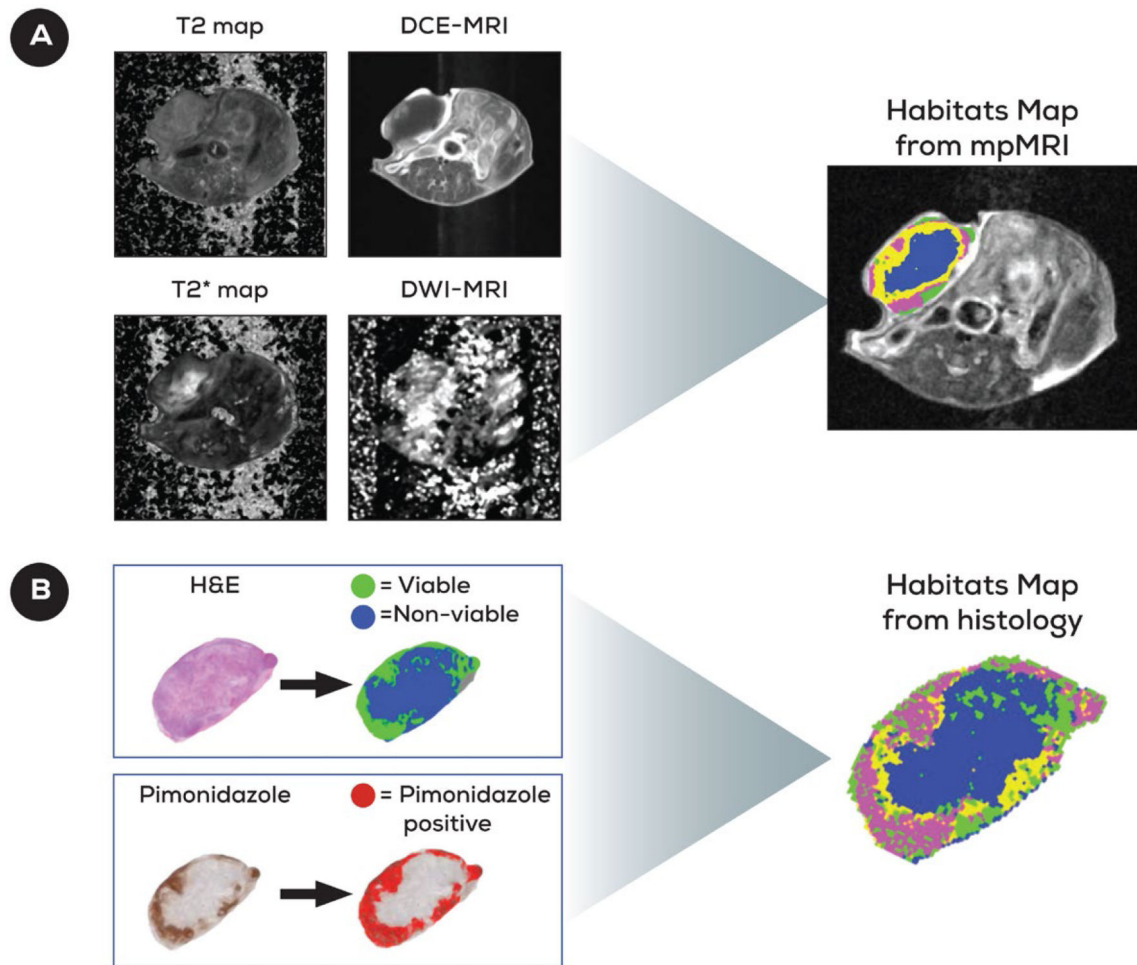 A
T2 map
DCE-MRI
T2* map
DWI-MRI
Habitats Map
from mpMRI
B
H&E
= Viable
=Non-viable
Pimonidazole
= Pimonidazole
positive
Habitats Map
from histology